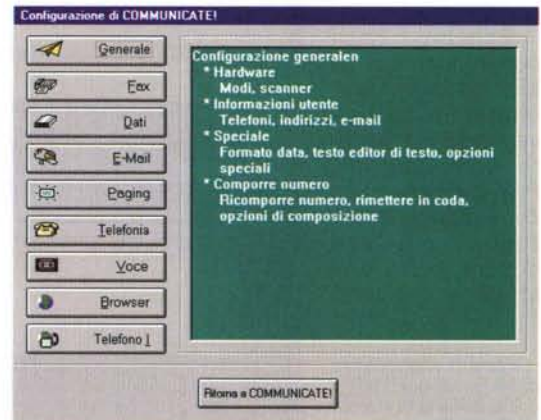 Configurazione di COMMUNICATE!
Generale
Fax
Dati
E-Mail
Paging
Telefonia
Voce
Browser
Telefono I
Configurazione generalen
* Hardware
Modi, scanner
* Informazioni utente
Telefoni, indirizzi, e-mail
* Speciale
Formato data, testo editor di testo, opzioni
speciali
* Comporre numero
Ricomporre numero, rimettere in coda,
opzioni di composizione
Ritorna a COMMUNICATE!